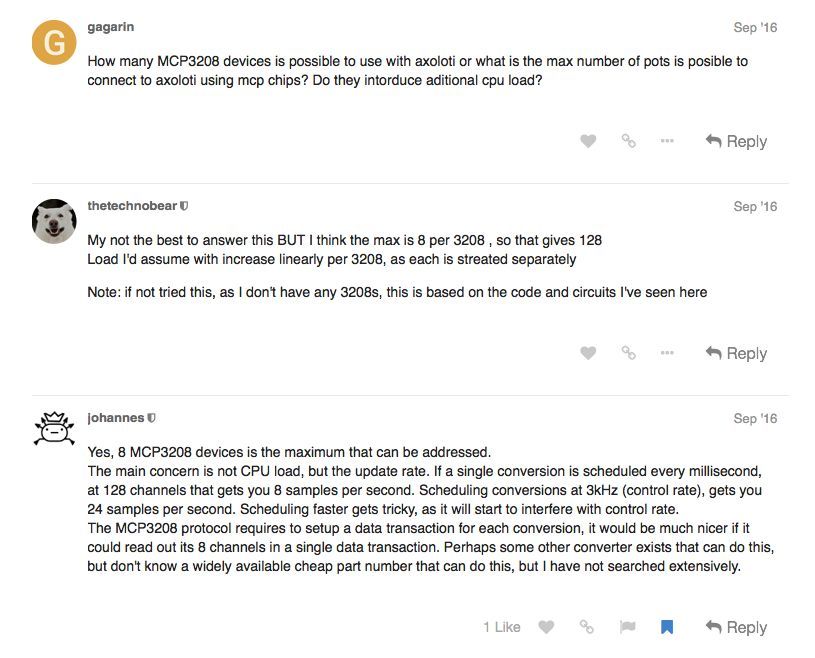 G
gagarin
Sep '16
How many MCP3208 devices is possible to use with axoloti or what is the max number of pots is posible to
connect to axoloti using mcp chips? Do they intorduce aditional cpu load?
Reply
thetechnobear
Sep '16
My not the best to answer this BUT I think the max is 8 per 3208 , so that gives 128
Load I'd assume with increase linearly per 3208, as each is streated separately
Note: if not tried this, as I don't have any 3208s, this is based on the code and circuits I've seen here
Reply
johannes
Sep '16
Yes, 8 MCP3208 devices is the maximum that can be addressed.
The main concern is not CPU load, but the update rate. If a single conversion is scheduled every millisecond,
at 128 channels that gets you 8 samples per second. Scheduling conversions at 3kHz (control rate), gets you
24 samples per second. Scheduling faster gets tricky, as it will start to interfere with control rate.
The MCP3208 protocol requires to setup a data transaction for each conversion, it would be much nicer if it
could read out its 8 channels in a single data transaction. Perhaps some other converter exists that can do this,
but don't know a widely available cheap part number that can do this, but I have not searched extensively.
1 Like
Reply